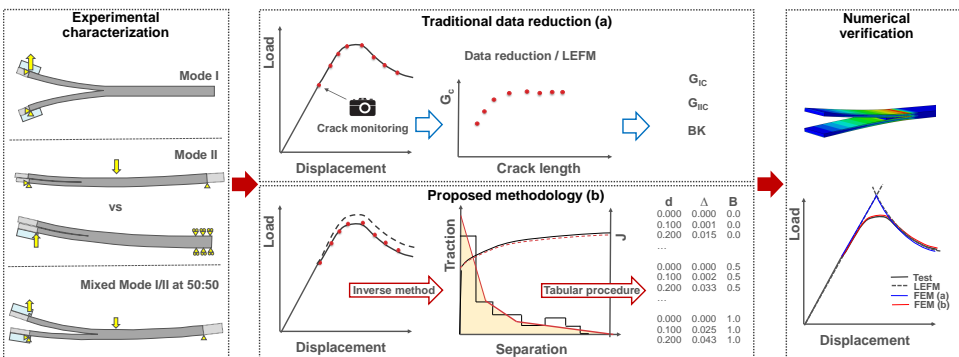 Experimental
characterization
Mode I
Mode II
vs
Mixed Mode I/II at 50:50
Traditional data reduction (a)
Load
Displacement
Crack monitoring
Data reduction / LEFM
Gc
Crack length
GIC
GIIC
BK
Proposed methodology (b)
Load
Displacement
Inverse method
Traction
J
Separation
Tabular procedure
d Δ B
0.000 0.000 0.0
0.100 0.001 0.0
0.200 0.015 0.0
...
0.000 0.000 0.5
0.100 0.002 0.5
0.200 0.033 0.5
...
0.000 0.000 1.0
0.100 0.025 1.0
0.200 0.043 1.0
Numerical
verification
Load
Displacement
Test
LEFM
FEM (a)
FEM (b)